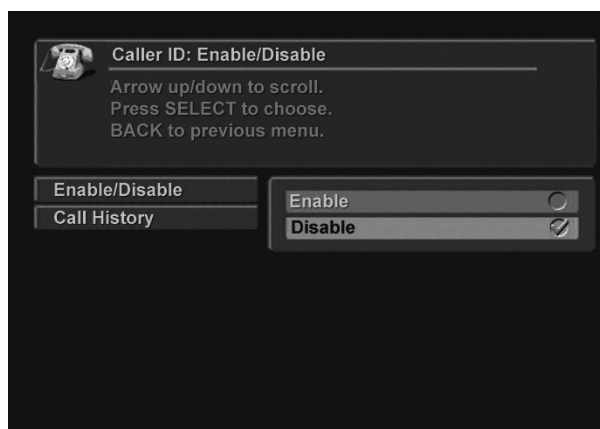 Caller ID: Enable/Disable
Arrow up/down to scroll.
Press SELECT to choose.
BACK to previous menu.
Enable/Disable
Call History
Enable
Disable